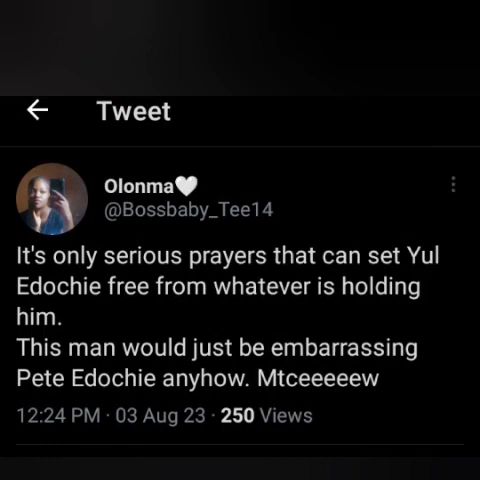 Tweet
Olonma🤍
@Bossbaby_Tee14
It's only serious prayers that can set Yul
Edochie free from whatever is holding
him.
This man would just be embarrassing
Pete Edochie anyhow. Mtceeeeew
12:24 PM · 03 Aug 23 · 250 Views